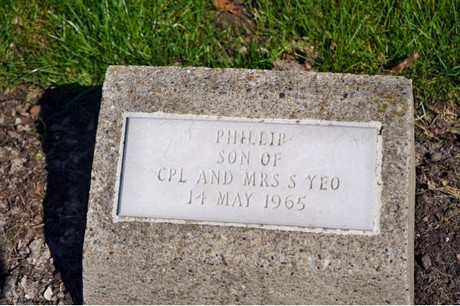 PHILLIP
SON OF
CPL AND MRS S YEO
14 MAY 1965